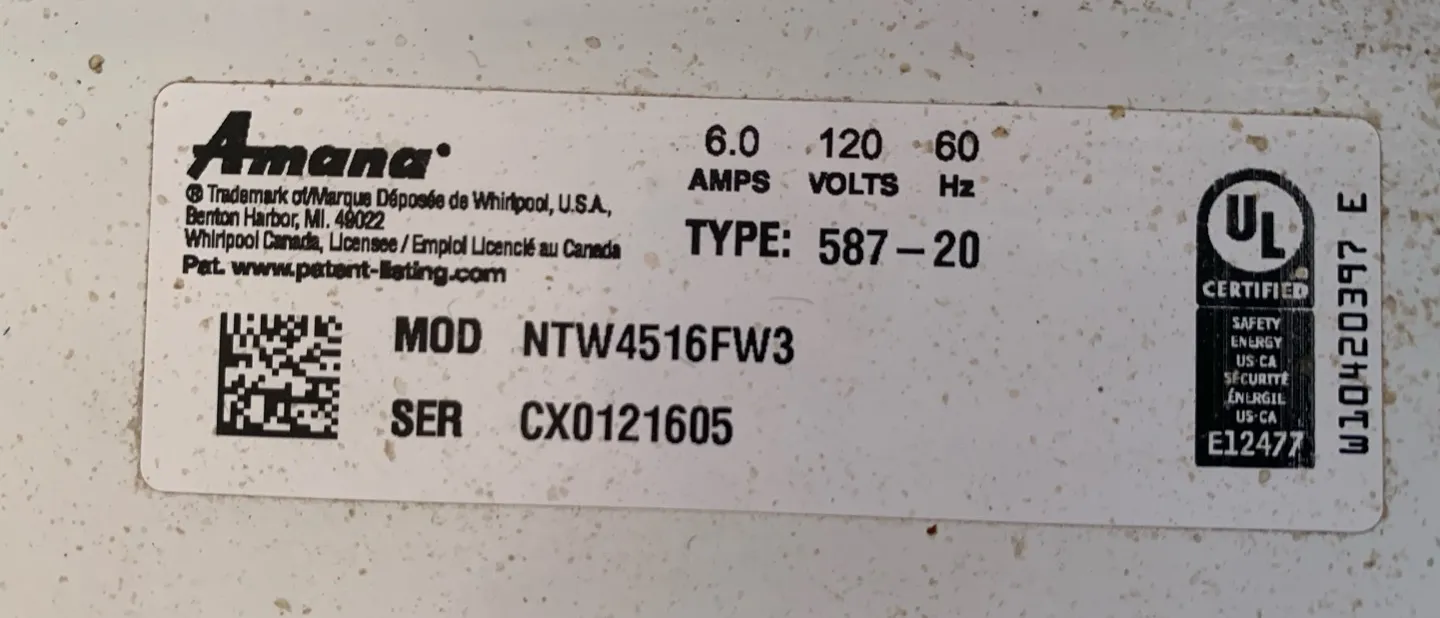 Amana
® Trademark of/Marque Déposée de Whirlpool, U.S.A.,
Benton Harbor, MI. 49022
Whirlpool Canada, Licensee / Emploi Licencié au Canada
Pat. www.patent-listing.com
6.0 120 60
AMPS VOLTS Hz
TYPE: 587-20
MOD NTW4516FW3
SER CX0121605
UL
CERTIFIED
SAFETY
ENERGY
US-CA
SÉCURITÉ
ÉNERGIE
US-CA
E12477
W10420397 E